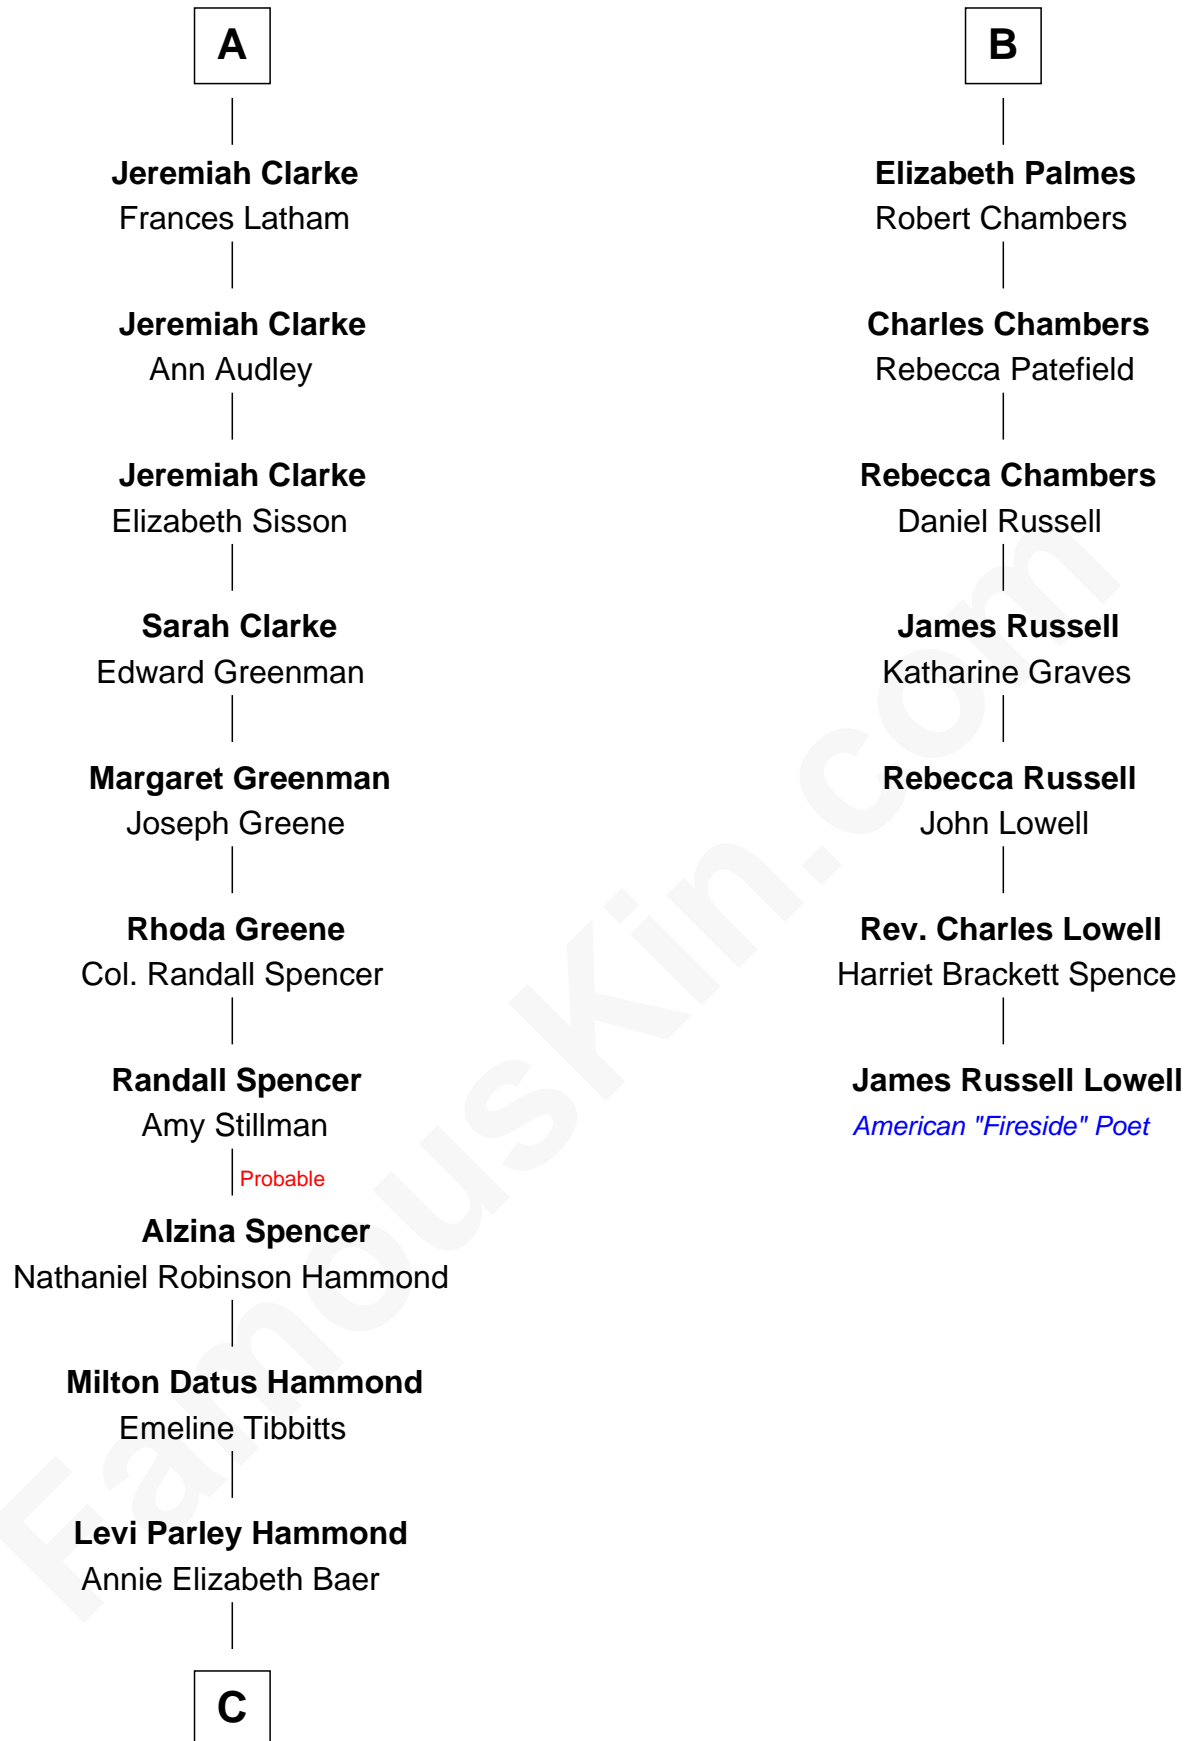 A
Jeremiah Clarke
Frances Latham
Jeremiah Clarke
Ann Audley
Jeremiah Clarke
Elizabeth Sisson
Sarah Clarke
Edward Greenman
Margaret Greenman
Joseph Greene
Rhoda Greene
Col. Randall Spencer
Randall Spencer
Amy Stillman
Probable
Alzina Spencer
Nathaniel Robinson Hammond
Milton Datus Hammond
Emeline Tibbitts
Levi Parley Hammond
Annie Elizabeth Baer
C
B
Elizabeth Palmes
Robert Chambers
Charles Chambers
Rebecca Patefield
Rebecca Chambers
Daniel Russell
James Russell
Katharine Graves
Rebecca Russell
John Lowell
Rev. Charles Lowell
Harriet Brackett Spence
James Russell Lowell
American "Fireside" Poet
FamousKin.com